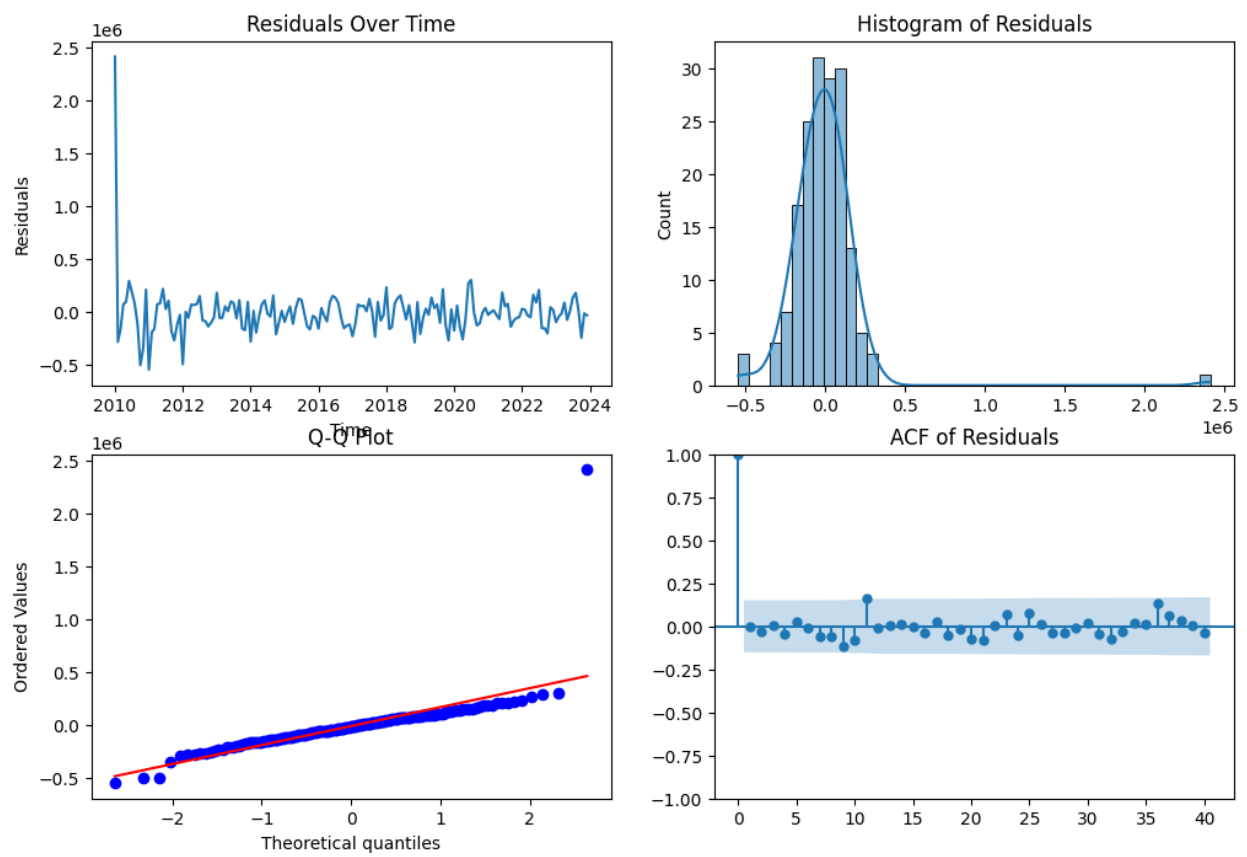 Residuals Over Time
1e6
2.5
2.0
1.5
1.0
0.5
0.0
−0.5
Residuals
2010 2012 2014 2016 2018 2020 2022 2024
Time
Histogram of Residuals
30
25
20
15
10
5
0
Count
−0.5 0.0 0.5 1.0 1.5 2.0 2.5
1e6
Q-Q Plot
1e6
2.5
2.0
1.5
1.0
0.5
0.0
−0.5
Ordered Values
−2 −1 0 1 2
Theoretical quantiles
ACF of Residuals
1.00
0.75
0.50
0.25
0.00
−0.25
−0.50
−0.75
−1.00
0 5 10 15 20 25 30 35 40